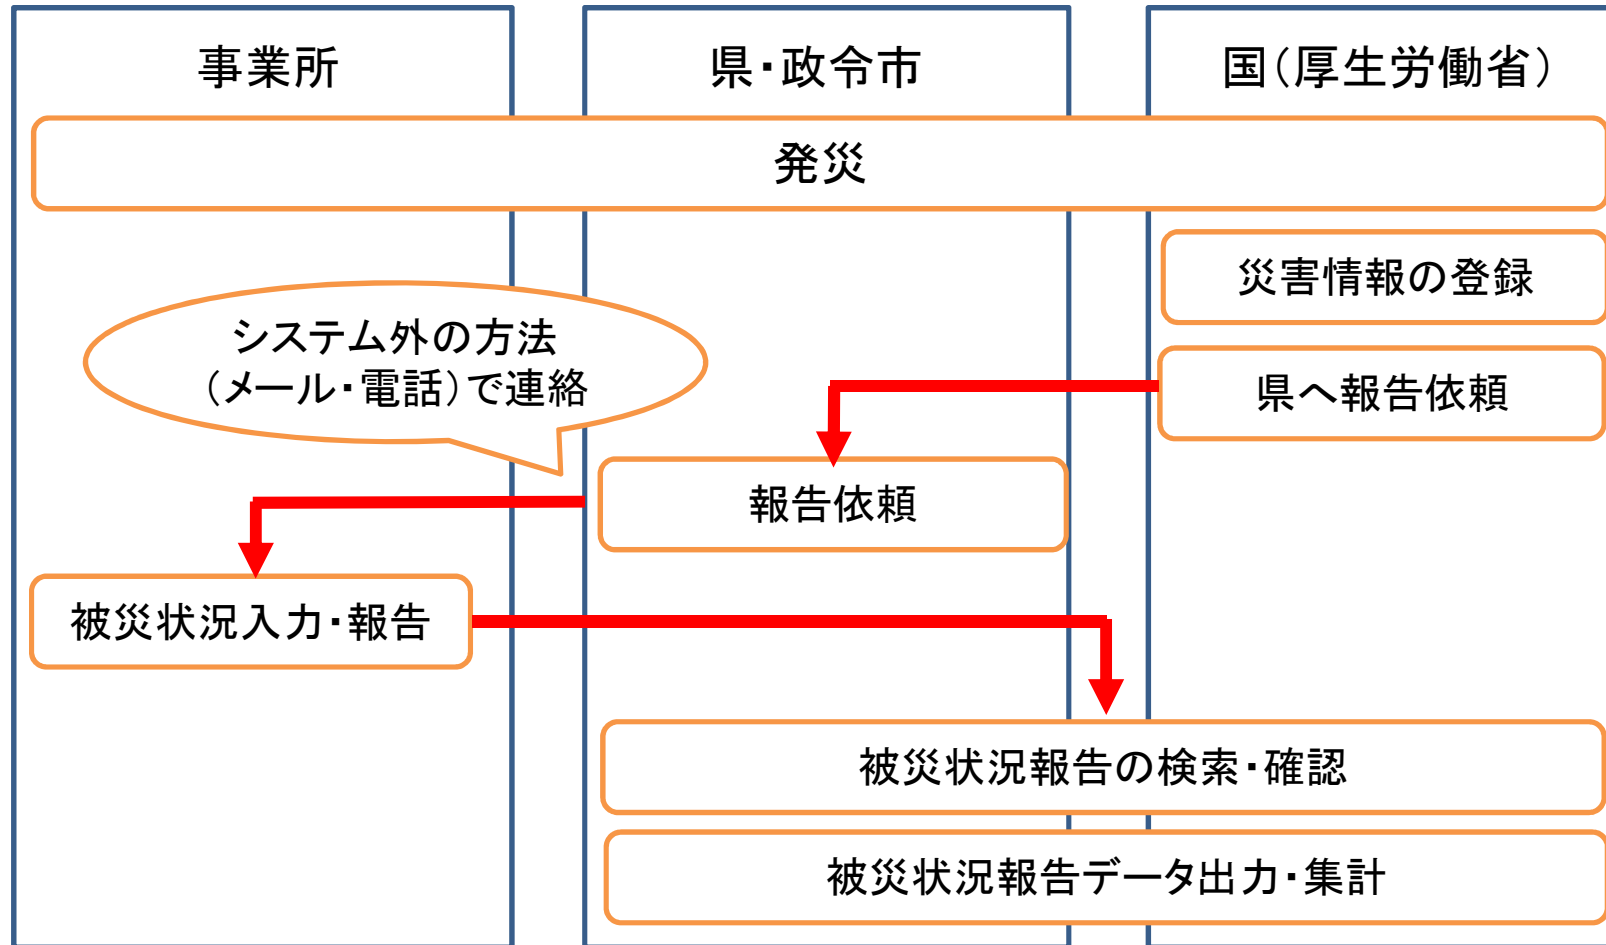 事業所
県・政令市
国（厚生労働省）
発災
災害情報の登録
システム外の方法
（メール・電話）で連絡
県へ報告依頼
報告依頼
被災状況入力・報告
被災状況報告の検索・確認
被災状況報告データ出力・集計